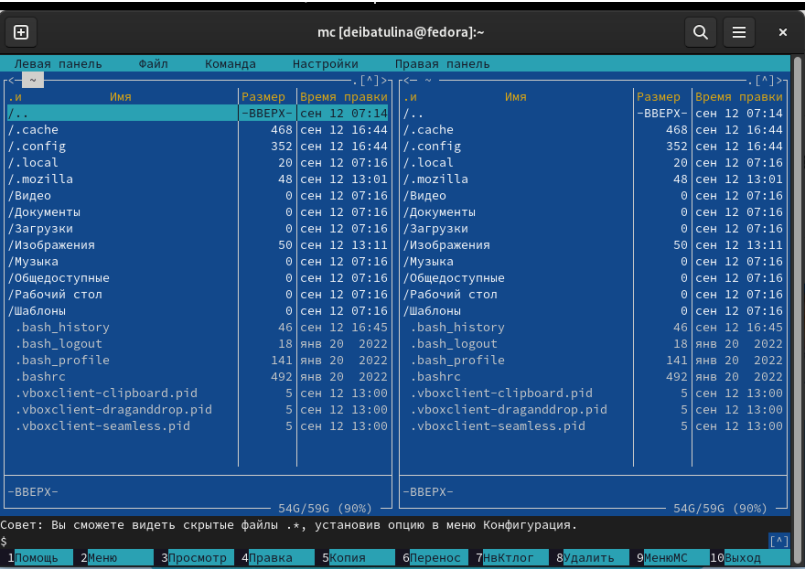 mc [deibatulina@fedora]:~
Левая панель Файл Команда Настройки Правая панель
<— ~ .[^]> <— ~ .[^]>
.и Имя Размер Время правки .и Имя Размер Время правки
/.. -ВВЕРХ- сен 12 07:14 /.. -ВВЕРХ- сен 12 07:14
/.cache 468 сен 12 16:44 /.cache 468 сен 12 16:44
/.config 352 сен 12 16:44 /.config 352 сен 12 16:44
/.local 20 сен 12 07:16 /.local 20 сен 12 07:16
/.mozilla 48 сен 12 13:01 /.mozilla 48 сен 12 13:01
/Видео 0 сен 12 07:16 /Видео 0 сен 12 07:16
/Документы 0 сен 12 07:16 /Документы 0 сен 12 07:16
/Загрузки 0 сен 12 07:16 /Загрузки 0 сен 12 07:16
/Изображения 50 сен 12 13:11 /Изображения 50 сен 12 13:11
/Музыка 0 сен 12 07:16 /Музыка 0 сен 12 07:16
/Общедоступные 0 сен 12 07:16 /Общедоступные 0 сен 12 07:16
/Рабочий стол 0 сен 12 07:16 /Рабочий стол 0 сен 12 07:16
/Шаблоны 0 сен 12 07:16 /Шаблоны 0 сен 12 07:16
.bash_history 46 сен 12 16:45 .bash_history 46 сен 12 16:45
.bash_logout 18 янв 20 2022 .bash_logout 18 янв 20 2022
.bash_profile 141 янв 20 2022 .bash_profile 141 янв 20 2022
.bashrc 492 янв 20 2022 .bashrc 492 янв 20 2022
.vboxclient-clipboard.pid 5 сен 12 13:00 .vboxclient-clipboard.pid 5 сен 12 13:00
.vboxclient-draganddrop.pid 5 сен 12 13:00 .vboxclient-draganddrop.pid 5 сен 12 13:00
.vboxclient-seamless.pid 5 сен 12 13:00 .vboxclient-seamless.pid 5 сен 12 13:00
-ВВЕРХ- -ВВЕРХ-
54G/59G (90%) 54G/59G (90%)
Совет: Вы сможете видеть скрытые файлы .*, установив опцию в меню Конфигурация.
$ [^]
1Помощь 2Меню 3Просмотр 4Правка 5Копия 6Перенос 7НвКтлог 8Удалить 9МенюМС 10Выход